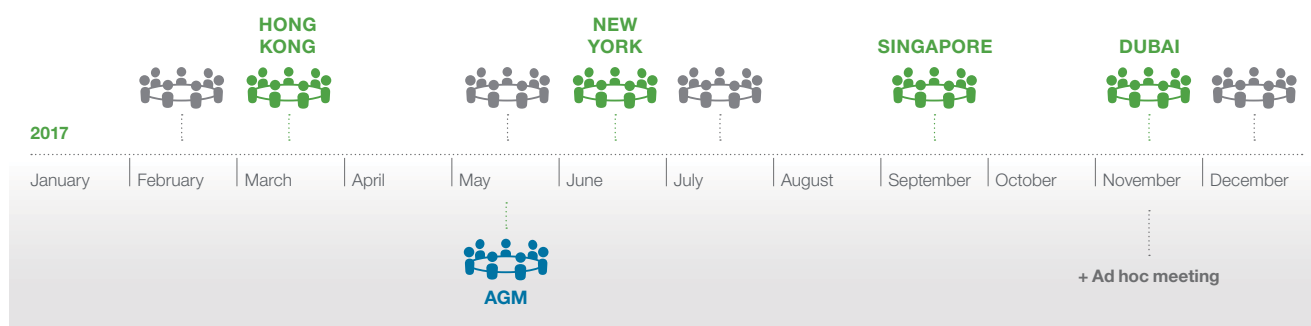 HONG
KONG
NEW
YORK
SINGAPORE
DUBAI
2017
January
February
March
April
May
June
July
August
September
October
November
December
AGM
+ Ad hoc meeting